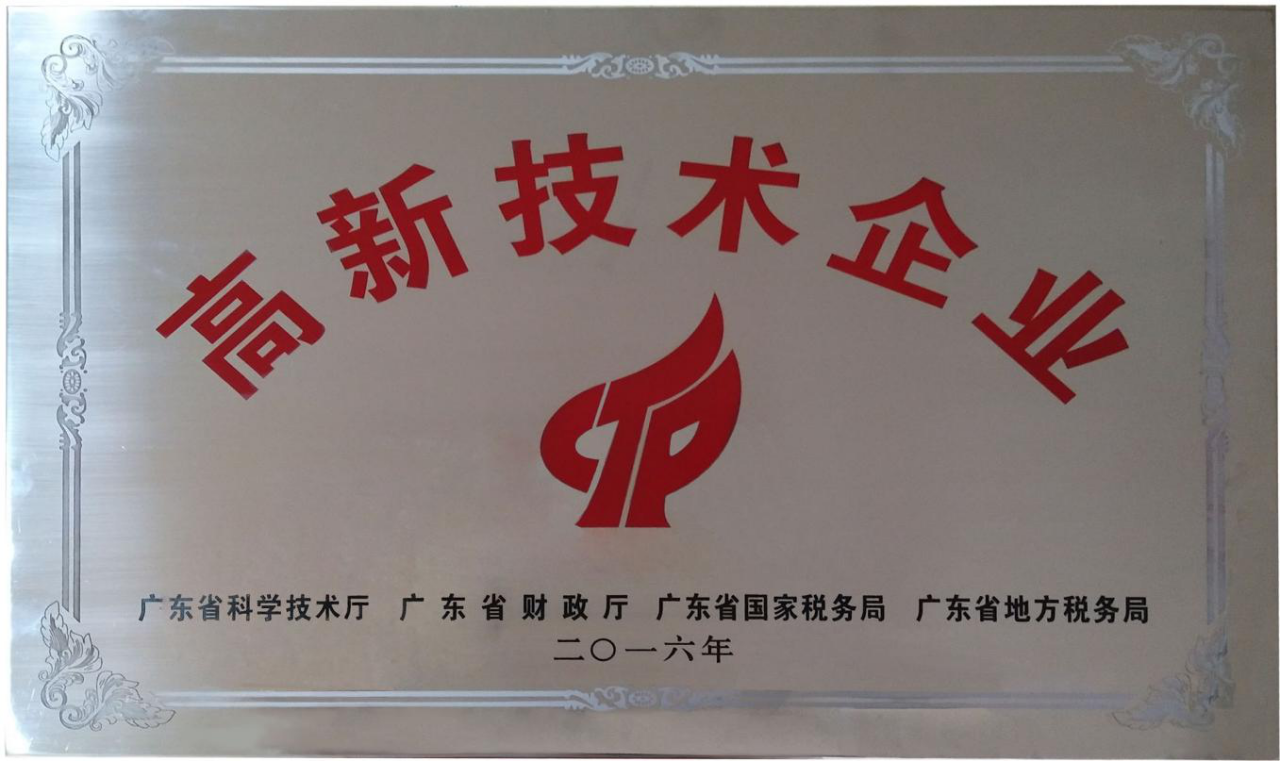 高新技术企业
广东省科学技术厅 广东省财政厅 广东省国家税务局 广东省地方税务局
二〇一六年